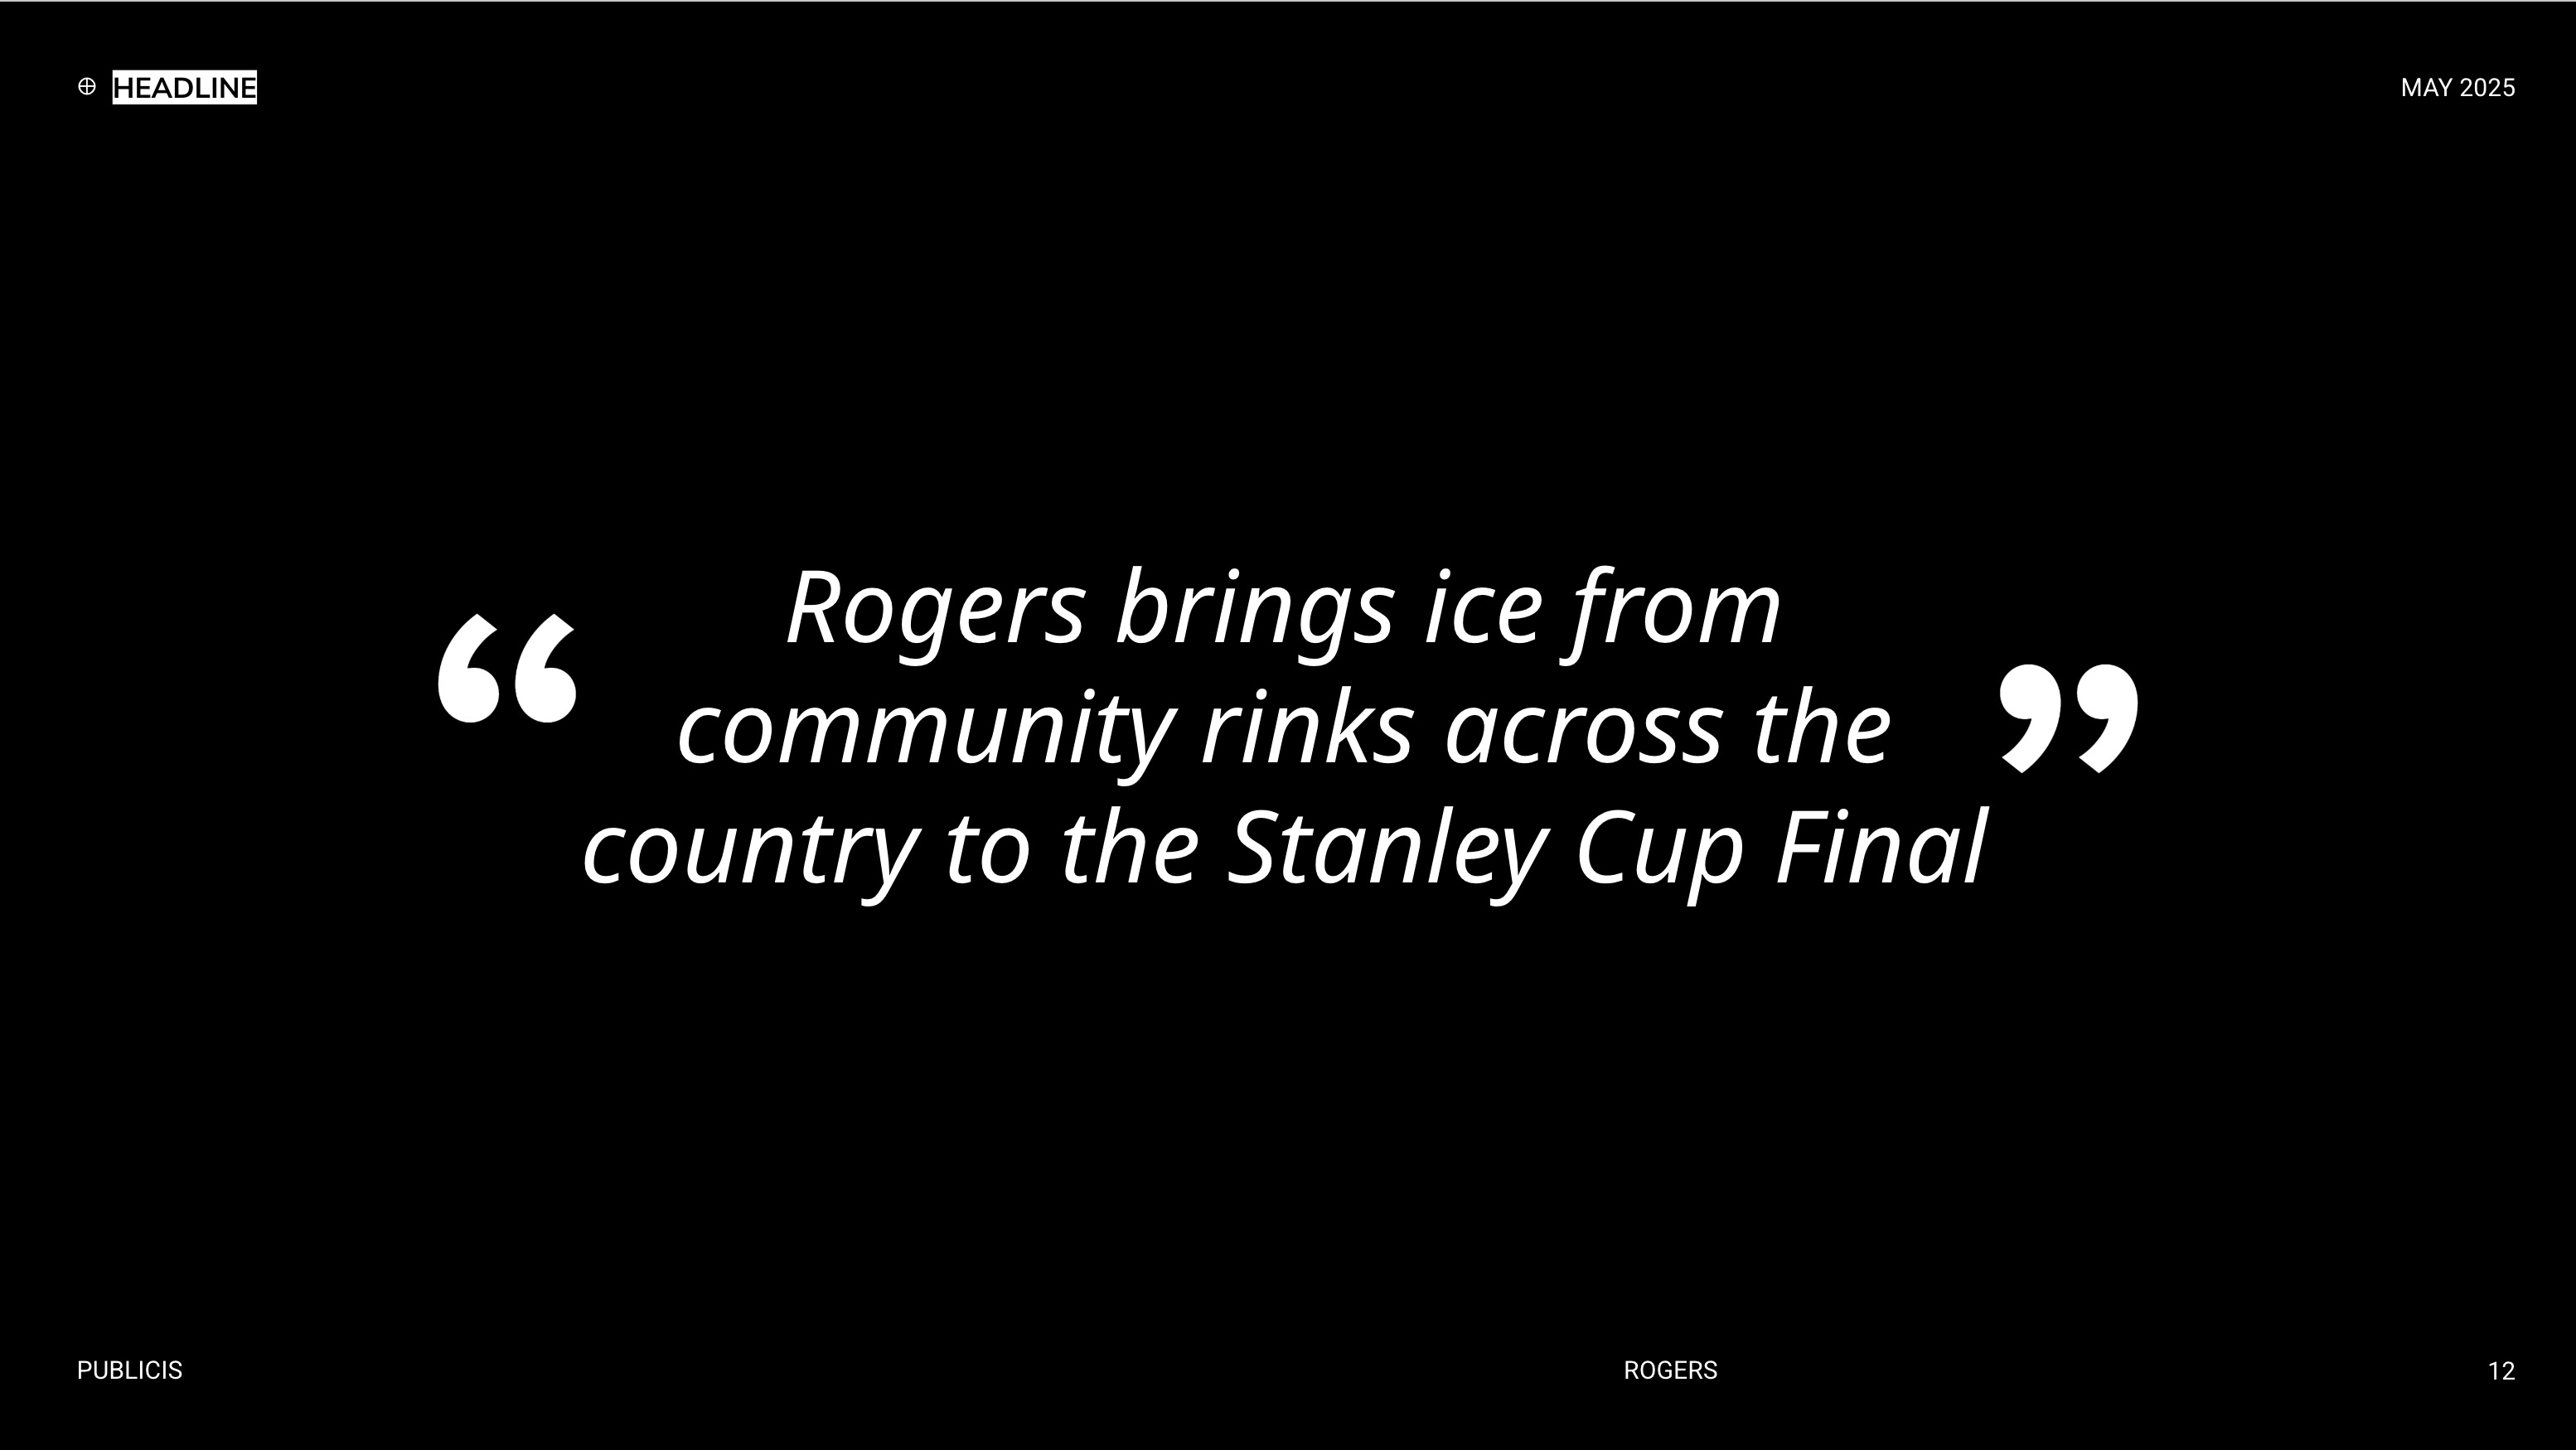 ⊕ HEADLINE
MAY 2025
“Rogers brings ice from
community rinks across the
country to the Stanley Cup Final”
PUBLICIS
ROGERS
12